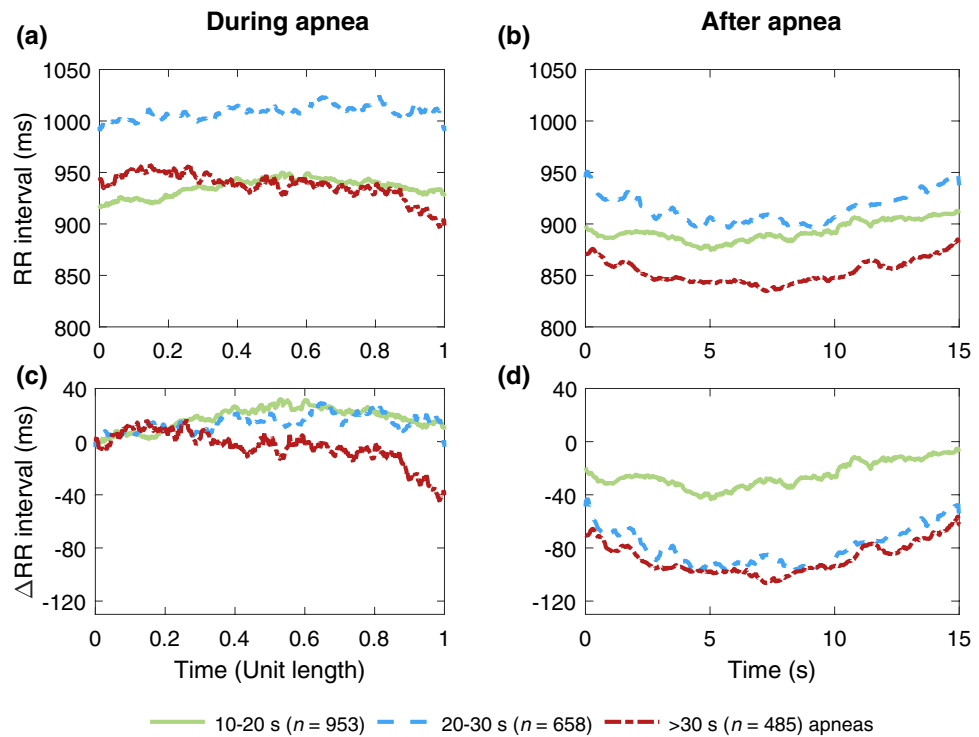 During apnea
After apnea
(a)
(b)
RR interval (ms)
1050
1000
950
900
850
800
0 0.2 0.4 0.6 0.8 1
1050
1000
950
900
850
800
0 5 10 15
(c)
(d)
ΔRR interval (ms)
40
0
-40
-80
-120
0 0.2 0.4 0.6 0.8 1
Time (Unit length)
40
0
-40
-80
-120
0 5 10 15
Time (s)
10-20 s (n = 953) 20-30 s (n = 658) >30 s (n = 485) apneas